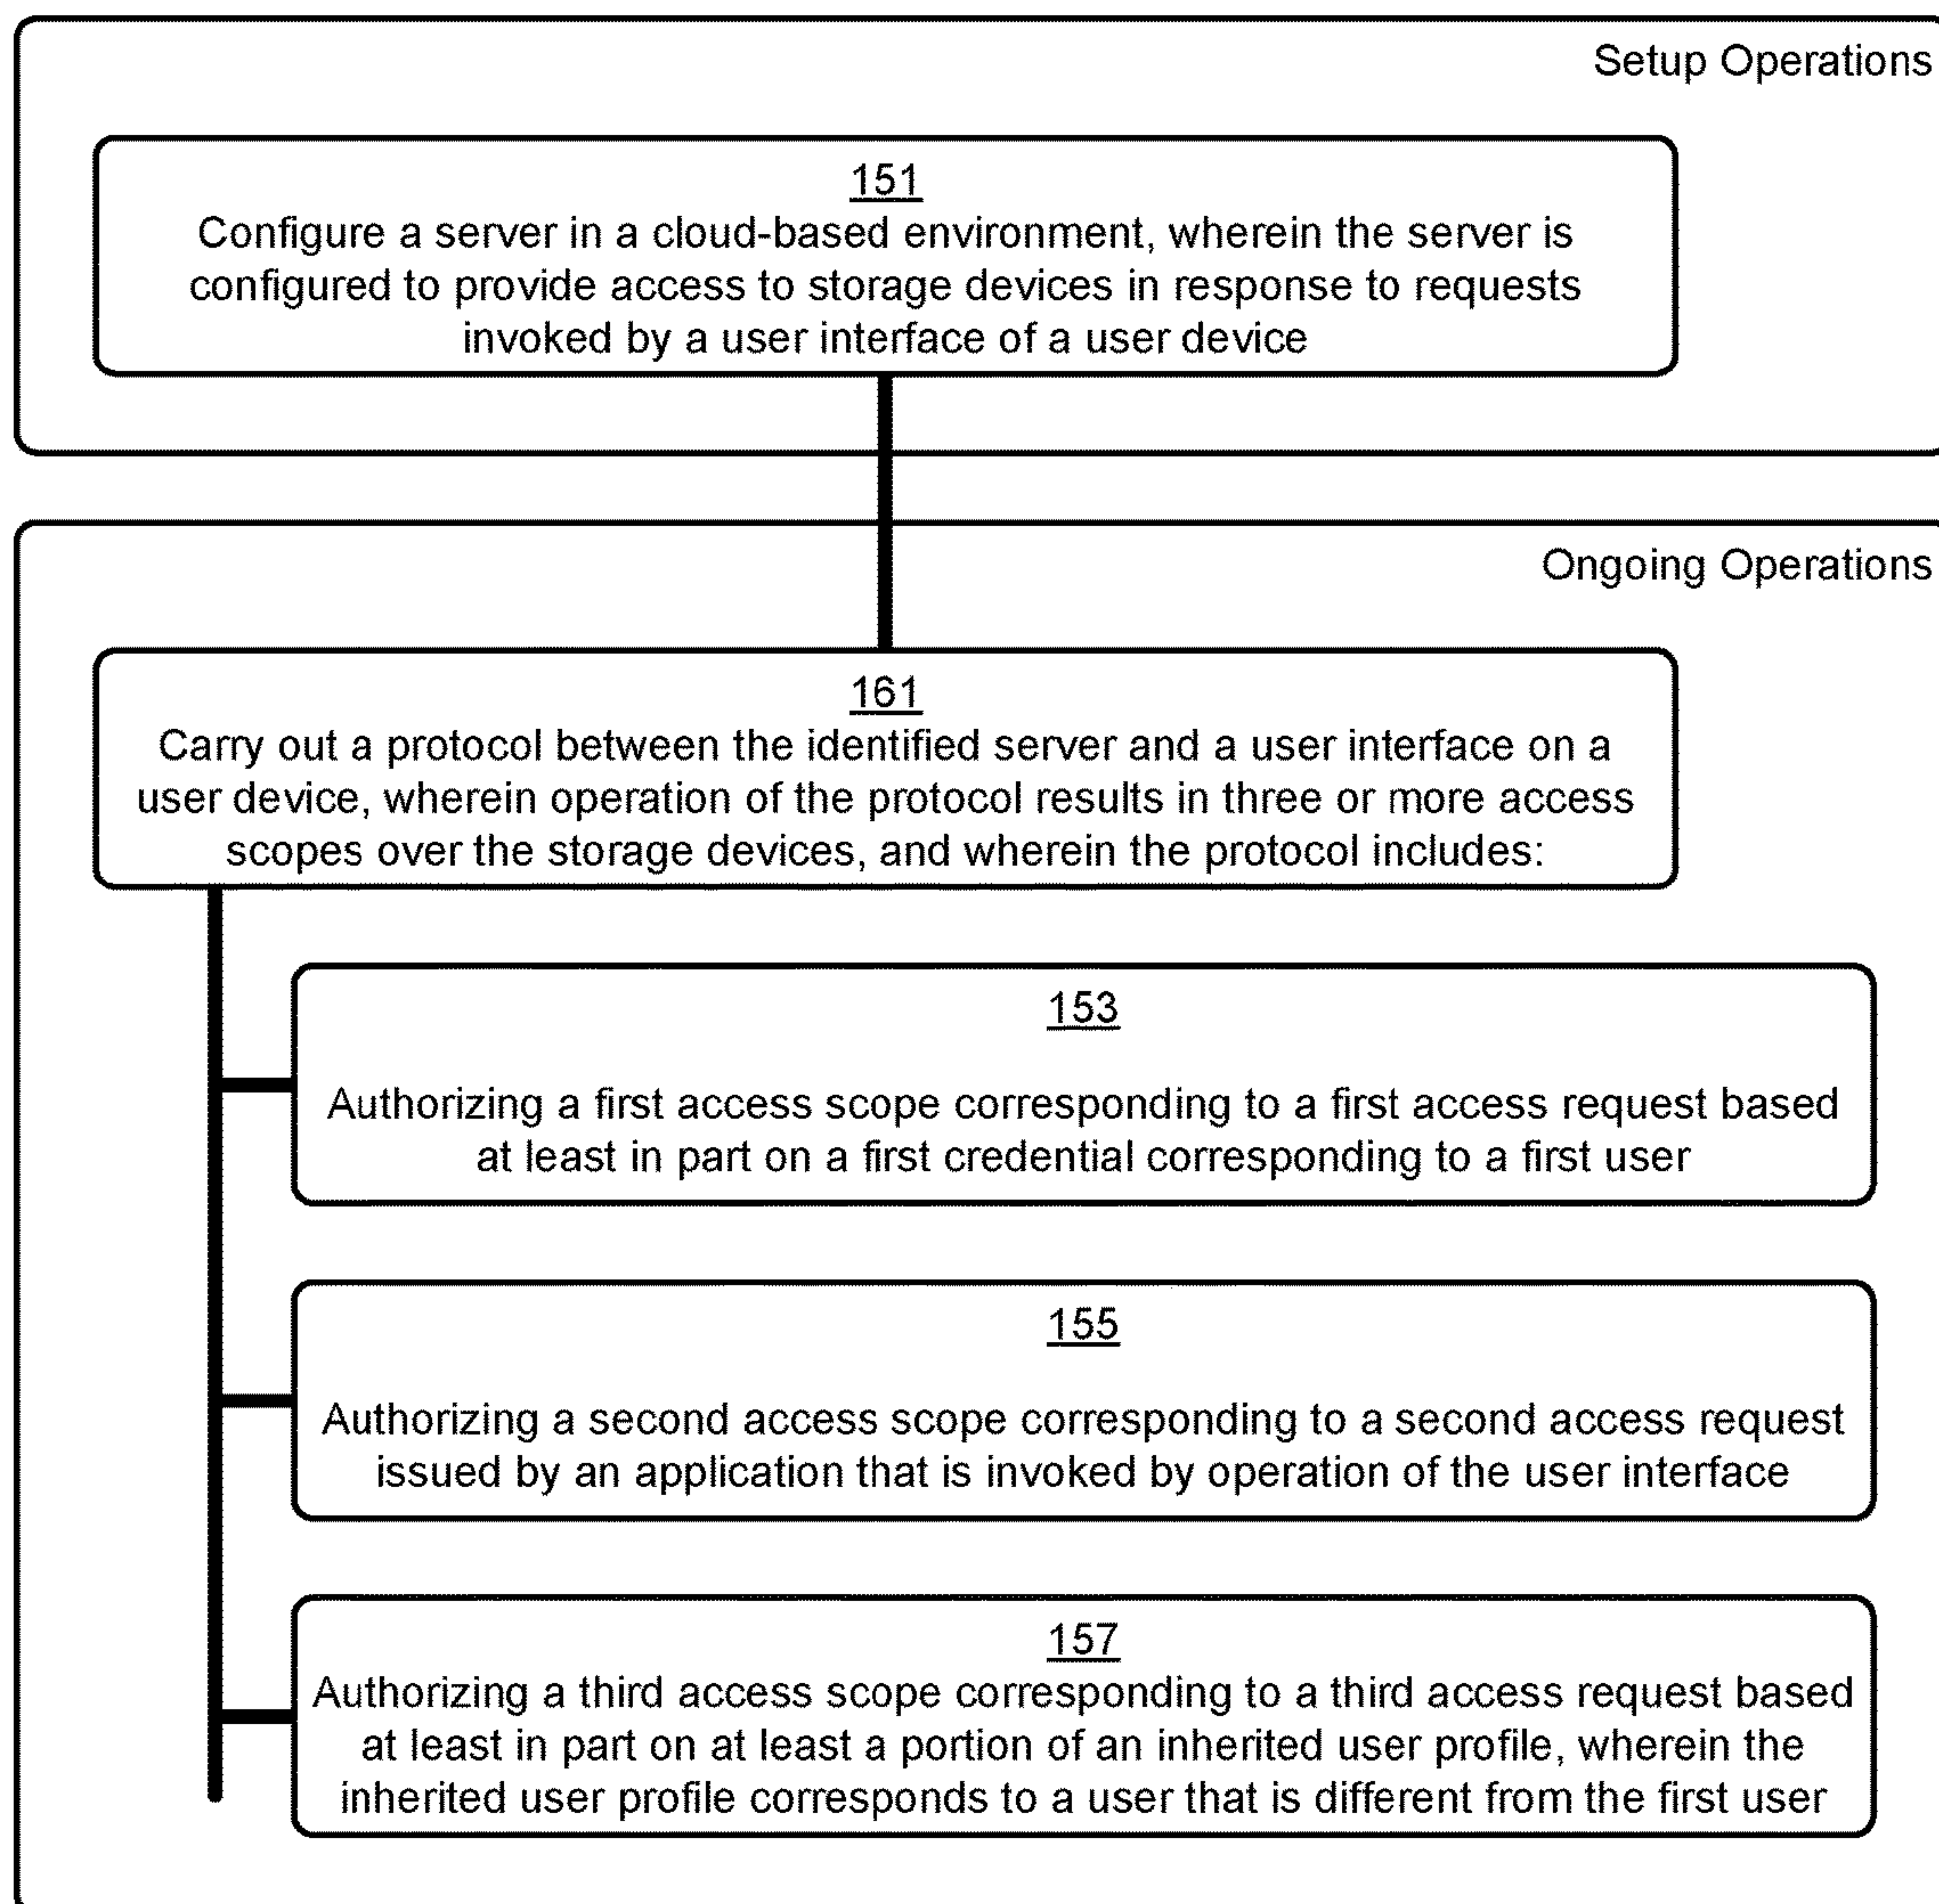 Setup Operations
151
Configure a server in a cloud-based environment, wherein the server is
configured to provide access to storage devices in response to requests
invoked by a user interface of a user device
Ongoing Operations
161
Carry out a protocol between the identified server and a user interface on a
user device, wherein operation of the protocol results in three or more access
scopes over the storage devices, and wherein the protocol includes:
153
Authorizing a first access scope corresponding to a first access request based
at least in part on a first credential corresponding to a first user
155
Authorizing a second access scope corresponding to a second access request
issued by an application that is invoked by operation of the user interface
157
Authorizing a third access scope corresponding to a third access request based
at least in part on at least a portion of an inherited user profile, wherein the
inherited user profile corresponds to a user that is different from the first user